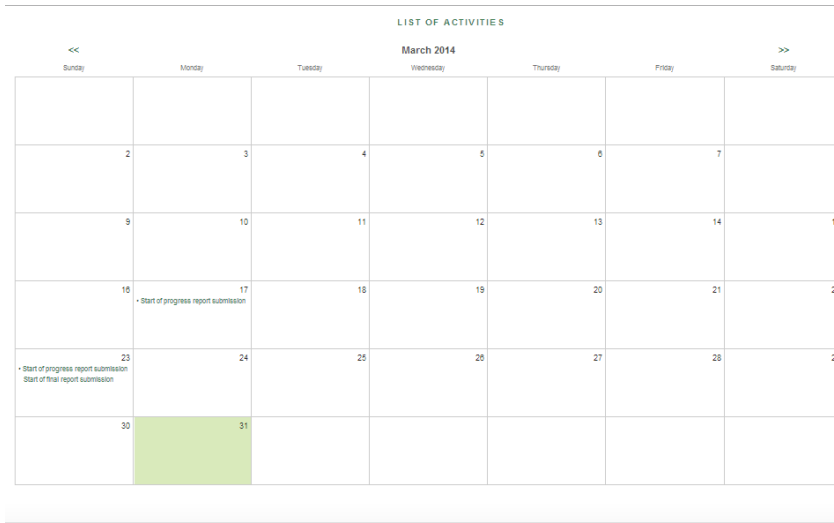 LIST OF ACTIVITIES
<< March 2014 >>
Sunday Monday Tuesday Wednesday Thursday Friday Saturday
2 3 4 5 6 7
9 10 11 12 13 14
16 17 18 19 20 21
• Start of progress report submission
23 24 25 26 27 28
• Start of progress report submission
Start of final report submission
30 31